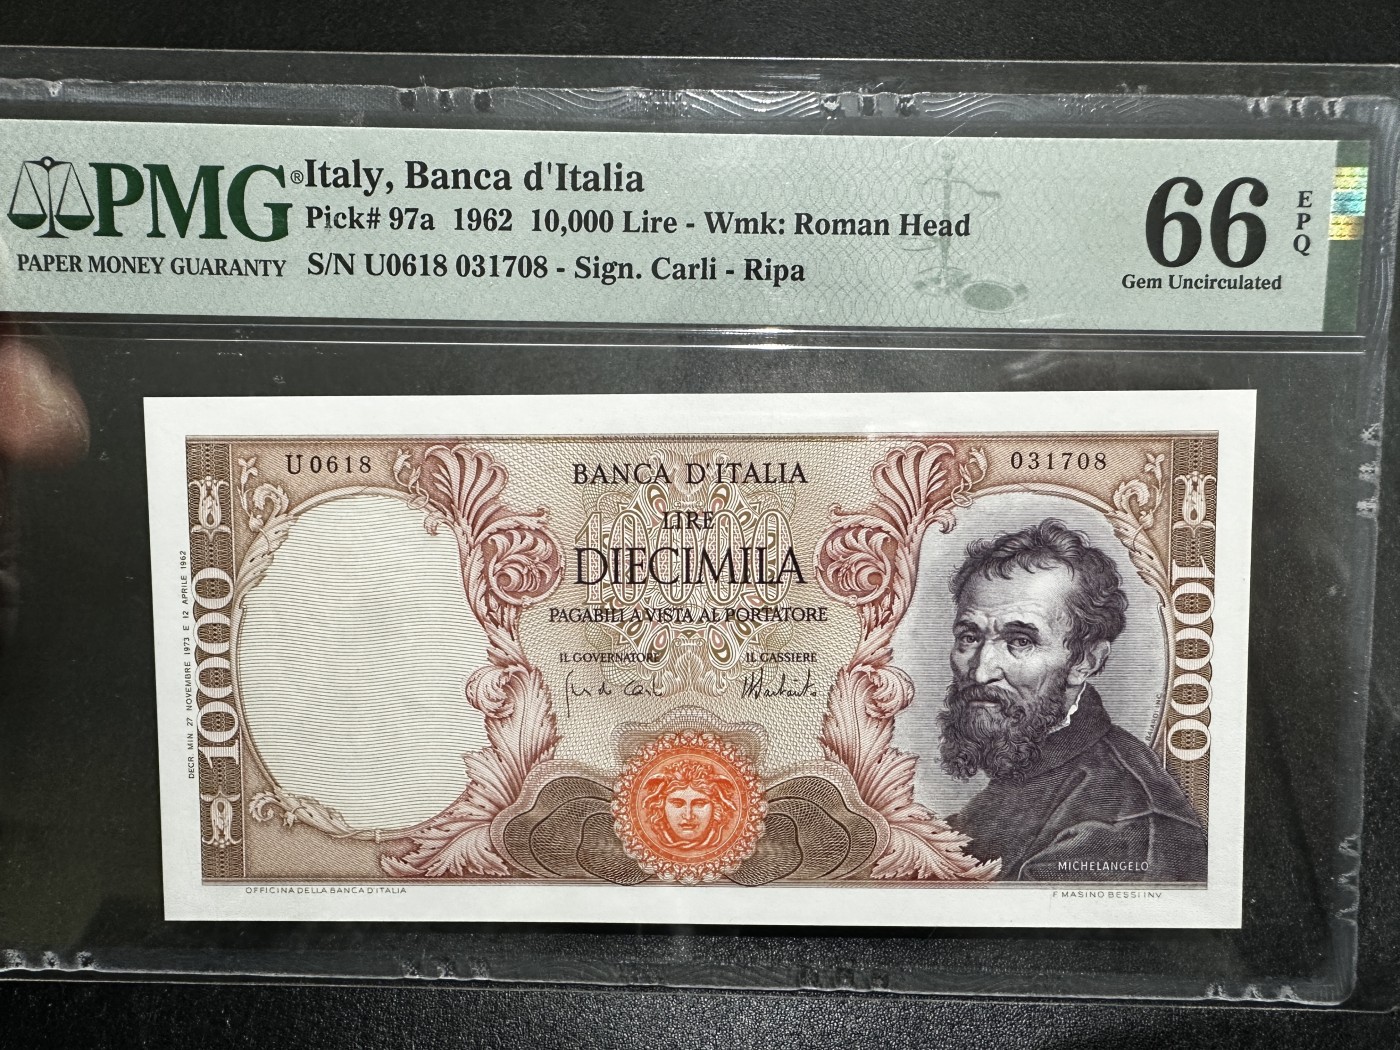 PMG® Italy, Banca d'Italia
Pick# 97a 1962 10,000 Lire - Wmk: Roman Head
PAPER MONEY GUARANTY S/N U0618 031708 - Sign. Carli - Ripa
66 EPQ
Gem Uncirculated
U0618
BANCA D'ITALIA
031708
10000
LIRE
DIECIMILA
PAGABILI A VISTA AL PORTATORE
IL GOVERNATORE IL CASSIERE
DECR. MIN. 27 NOVEMBRE 1973 E 12 APRILE 1962
10000
10000
MICHELANGELO
OFFICINA DELLA BANCA D'ITALIA
F. MASINO BESSI INV.